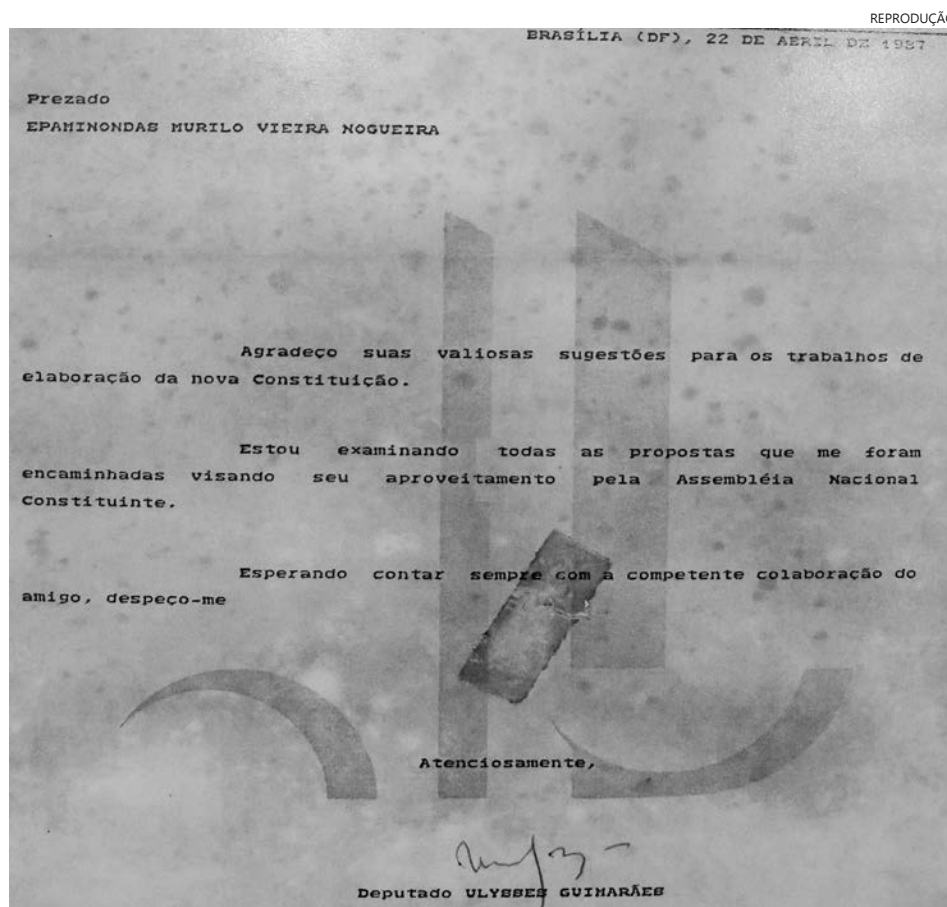 REPRODUÇÃO
BRASÍLIA (DF), 22 DE ABRIL DE 1987
Prezado
EPAMINONDAS MURILO VIEIRA NOGUEIRA
Agradeço suas valiosas sugestões para os trabalhos de
elaboração da nova Constituição.
Estou examinando todas as propostas que me foram
encaminhadas visando seu aproveitamento pela Assembléia Nacional
Constituinte.
Esperando contar sempre com a competente colaboração do
amigo, despeço-me
Atenciosamente,
Deputado ULYSSES GUIMARÃES